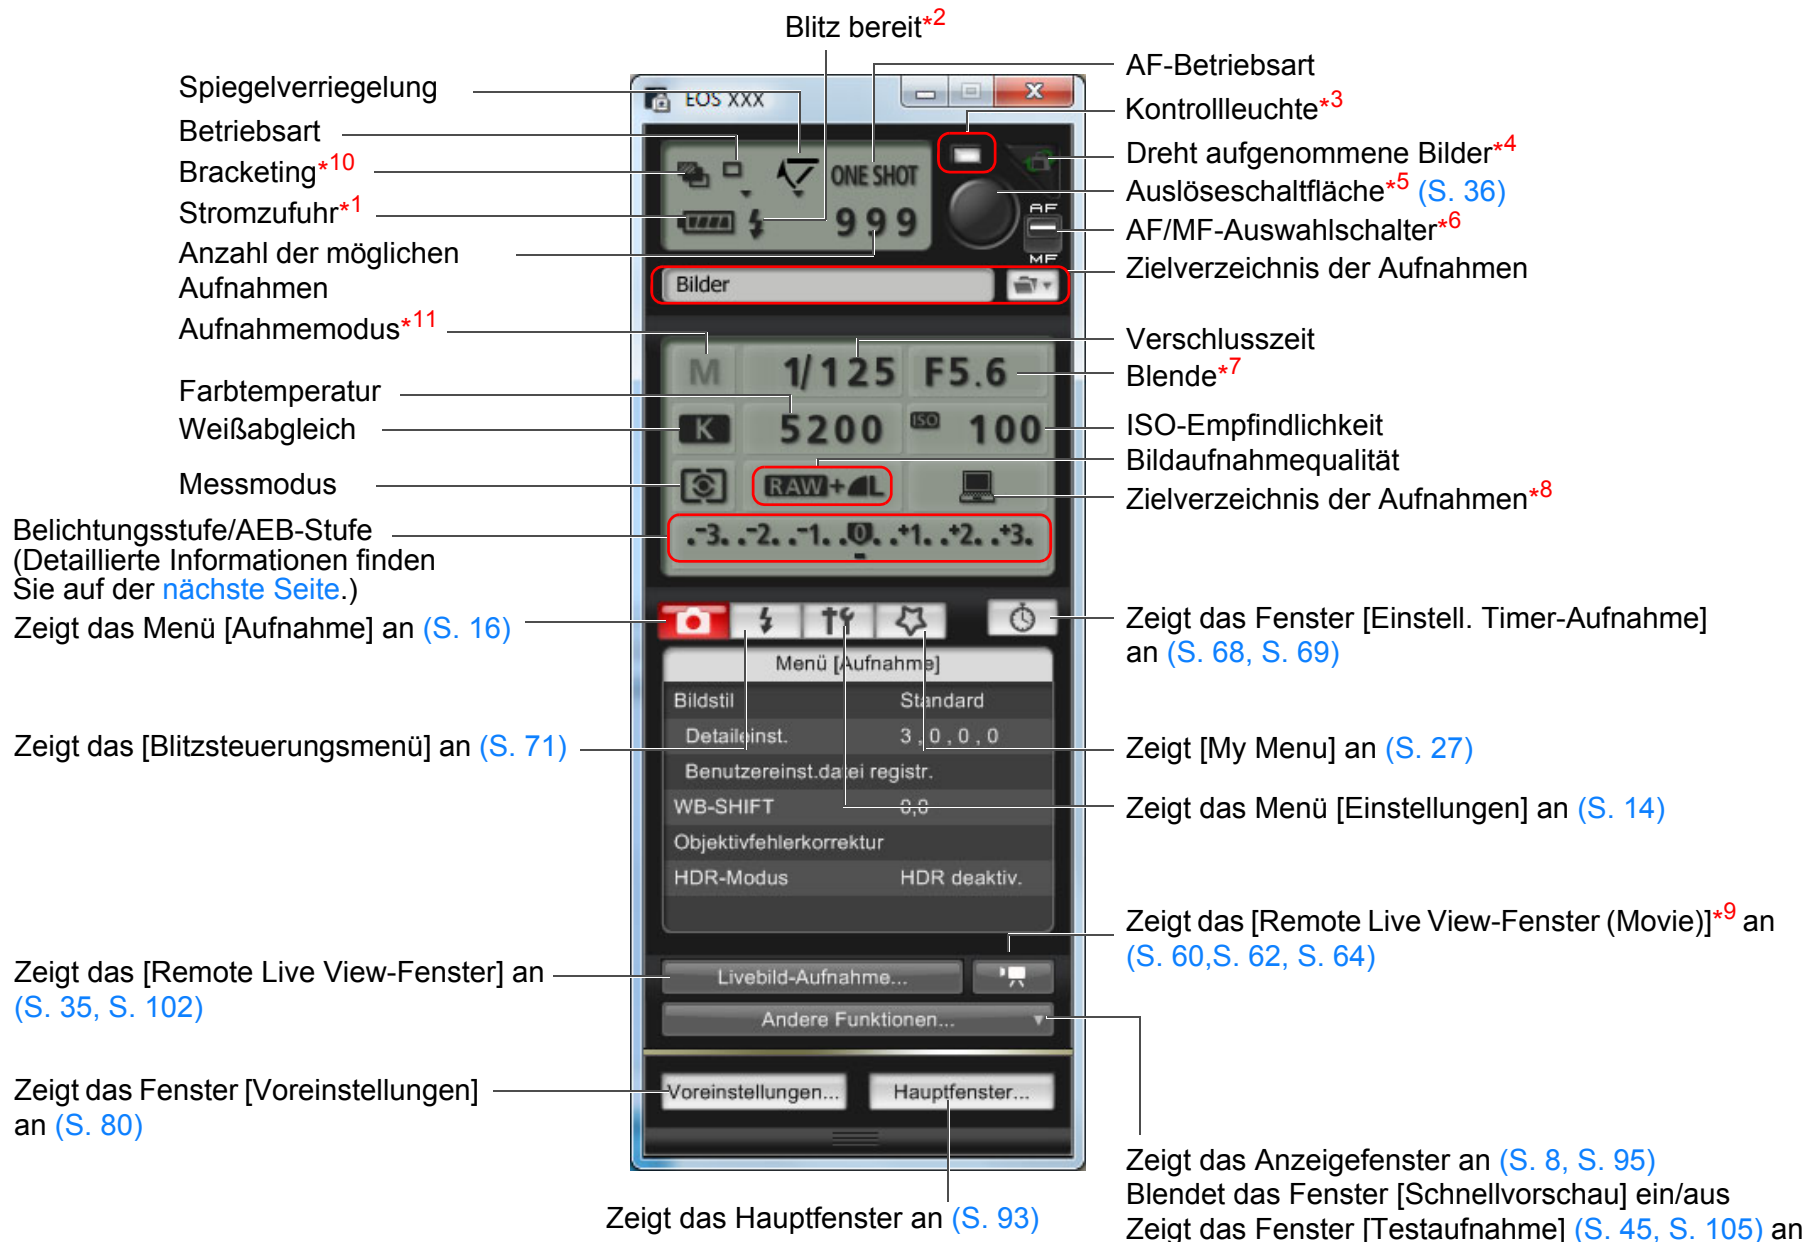 Blitz bereit*2
Spiegelverriegelung
Betriebsart
Bracketing*10
Stromzufuhr*1
Anzahl der möglichen
Aufnahmen
Aufnahmemodus*11
Farbtemperatur
Weißabgleich
Messmodus
Belichtungsstufe/AEB-Stufe
(Detaillierte Informationen finden
Sie auf der nächste Seite.)
Zeigt das Menü [Aufnahme] an (S. 16)
Zeigt das [Blitzsteuerungsmenü] an (S. 71)
Zeigt das [Remote Live View-Fenster] an
(S. 35, S. 102)
Zeigt das Fenster [Voreinstellungen]
an (S. 80)
EOS XXX
ONE SHOT
999
AF
MF
Bilder
M 1/125 F5.6
K 5200 ISO 100
RAW+L
.-3. .-2. .-1. .0. .+1. .+2. .+3.
Menü [Aufnahme]
Bildstil Standard
Detaileinst. 3 , 0 , 0 , 0
Benutzereinst.datei registr.
WB-SHIFT 0,0
Objektivfehlerkorrektur
HDR-Modus HDR deaktiv.
Livebild-Aufnahme...
Andere Funktionen...
Voreinstellungen... Hauptfenster...
AF-Betriebsart
Kontrollleuchte*3
Dreht aufgenommene Bilder*4
Auslöseschaltfläche*5 (S. 36)
AF/MF-Auswahlschalter*6
Zielverzeichnis der Aufnahmen
Verschlusszeit
Blende*7
ISO-Empfindlichkeit
Bildaufnahmequalität
Zielverzeichnis der Aufnahmen*8
Zeigt das Fenster [Einstell. Timer-Aufnahme]
an (S. 68, S. 69)
Zeigt [My Menu] an (S. 27)
Zeigt das Menü [Einstellungen] an (S. 14)
Zeigt das [Remote Live View-Fenster (Movie)]*9 an
(S. 60,S. 62, S. 64)
Zeigt das Anzeigefenster an (S. 8, S. 95)
Blendet das Fenster [Schnellvorschau] ein/aus
Zeigt das Fenster [Testaufnahme] (S. 45, S. 105) an
Zeigt das Hauptfenster an (S. 93)